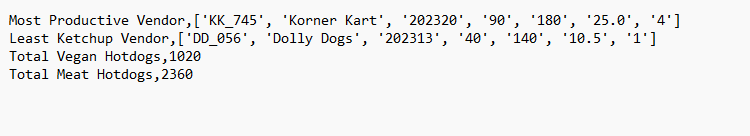 Most Productive Vendor,['KK_745', 'Korner Kart', '202320', '90', '180', '25.0', '4']
Least Ketchup Vendor,['DD_056', 'Dolly Dogs', '202313', '40', '140', '10.5', '1']
Total Vegan Hotdogs,1020
Total Meat Hotdogs,2360